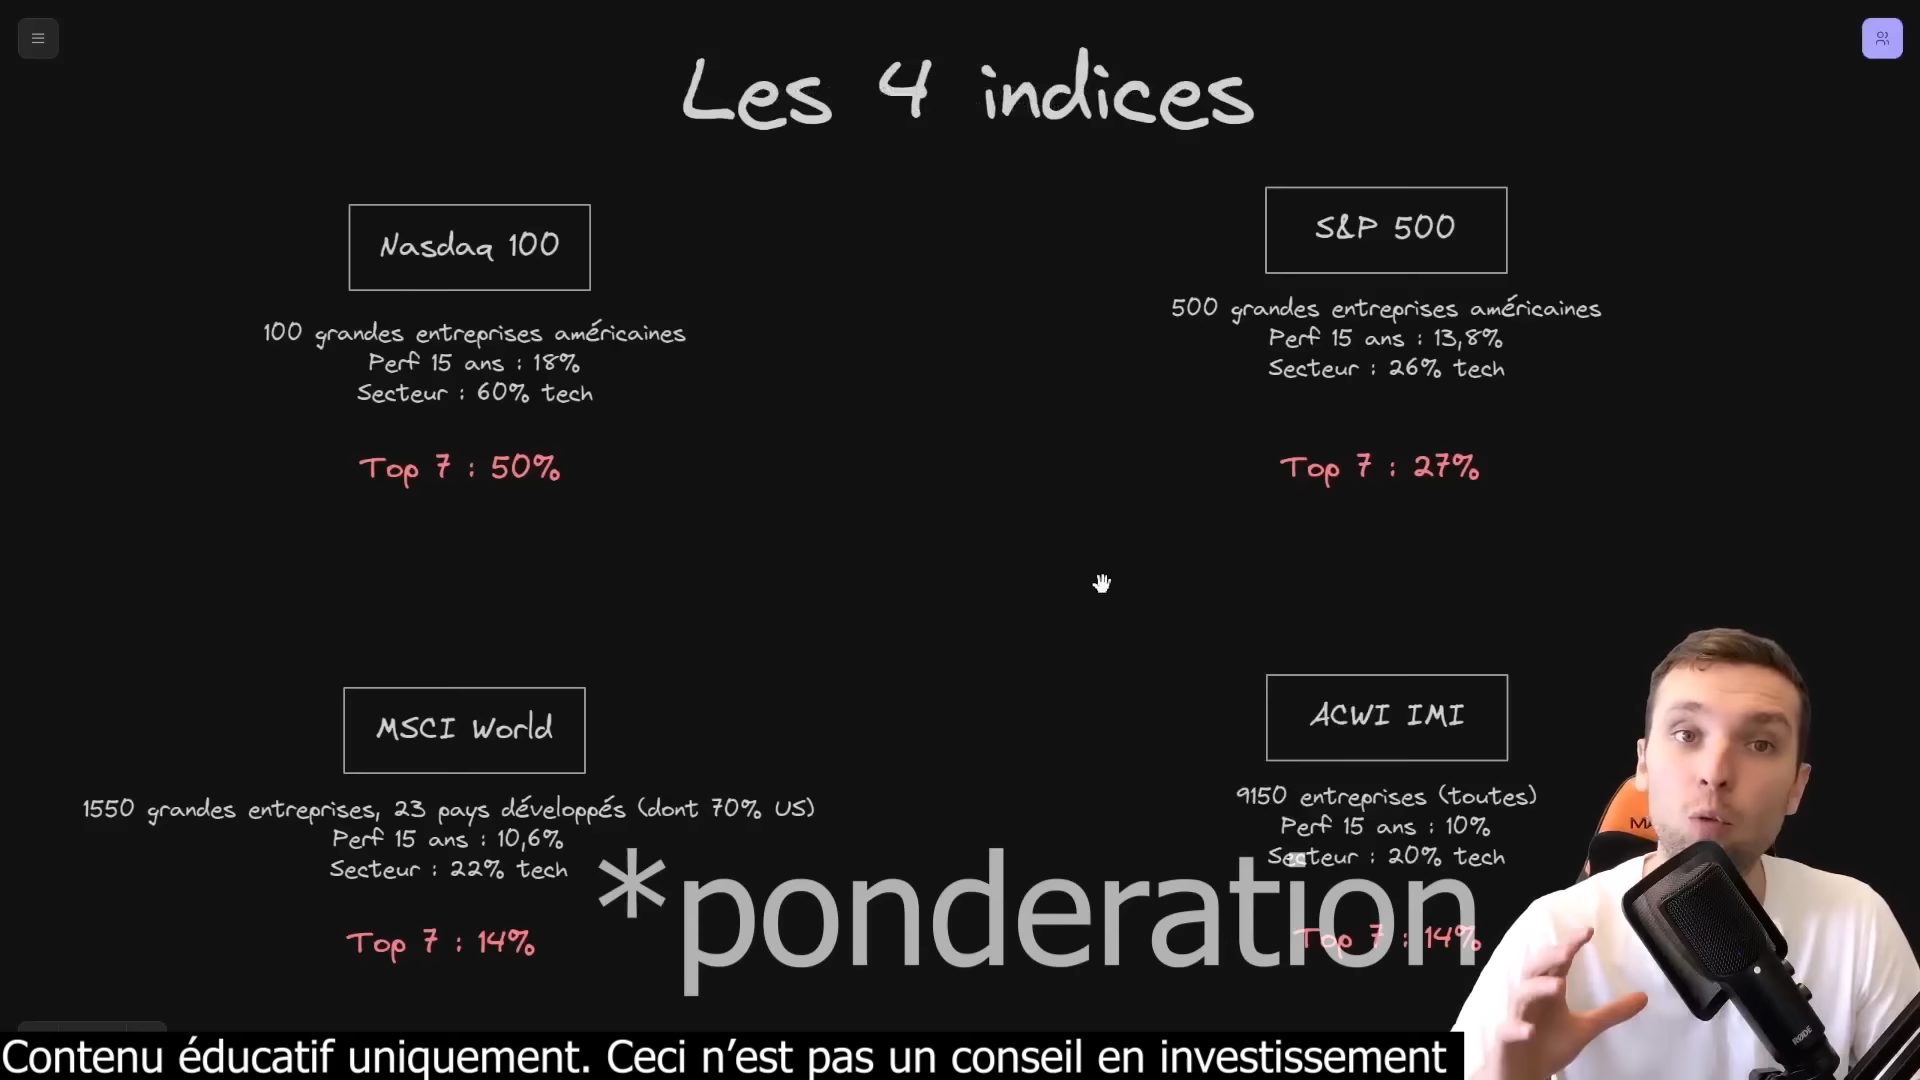 Les 4 indices
Nasdaq 100
100 grandes entreprises américaines
Perf 15 ans : 18%
Secteur : 60% tech
Top 7 : 50%
S&P 500
500 grandes entreprises américaines
Perf 15 ans : 13,8%
Secteur : 26% tech
Top 7 : 27%
MSCI World
1550 grandes entreprises, 23 pays développés (dont 70% US)
Perf 15 ans : 10,6%
Secteur : 22% tech
Top 7 : 14%
ACWI IMI
9150 entreprises (toutes)
Perf 15 ans : 10%
Secteur : 20% tech
Top 7 : 14%
*ponderation
RØDE
Contenu éducatif uniquement. Ceci n’est pas un conseil en investissement